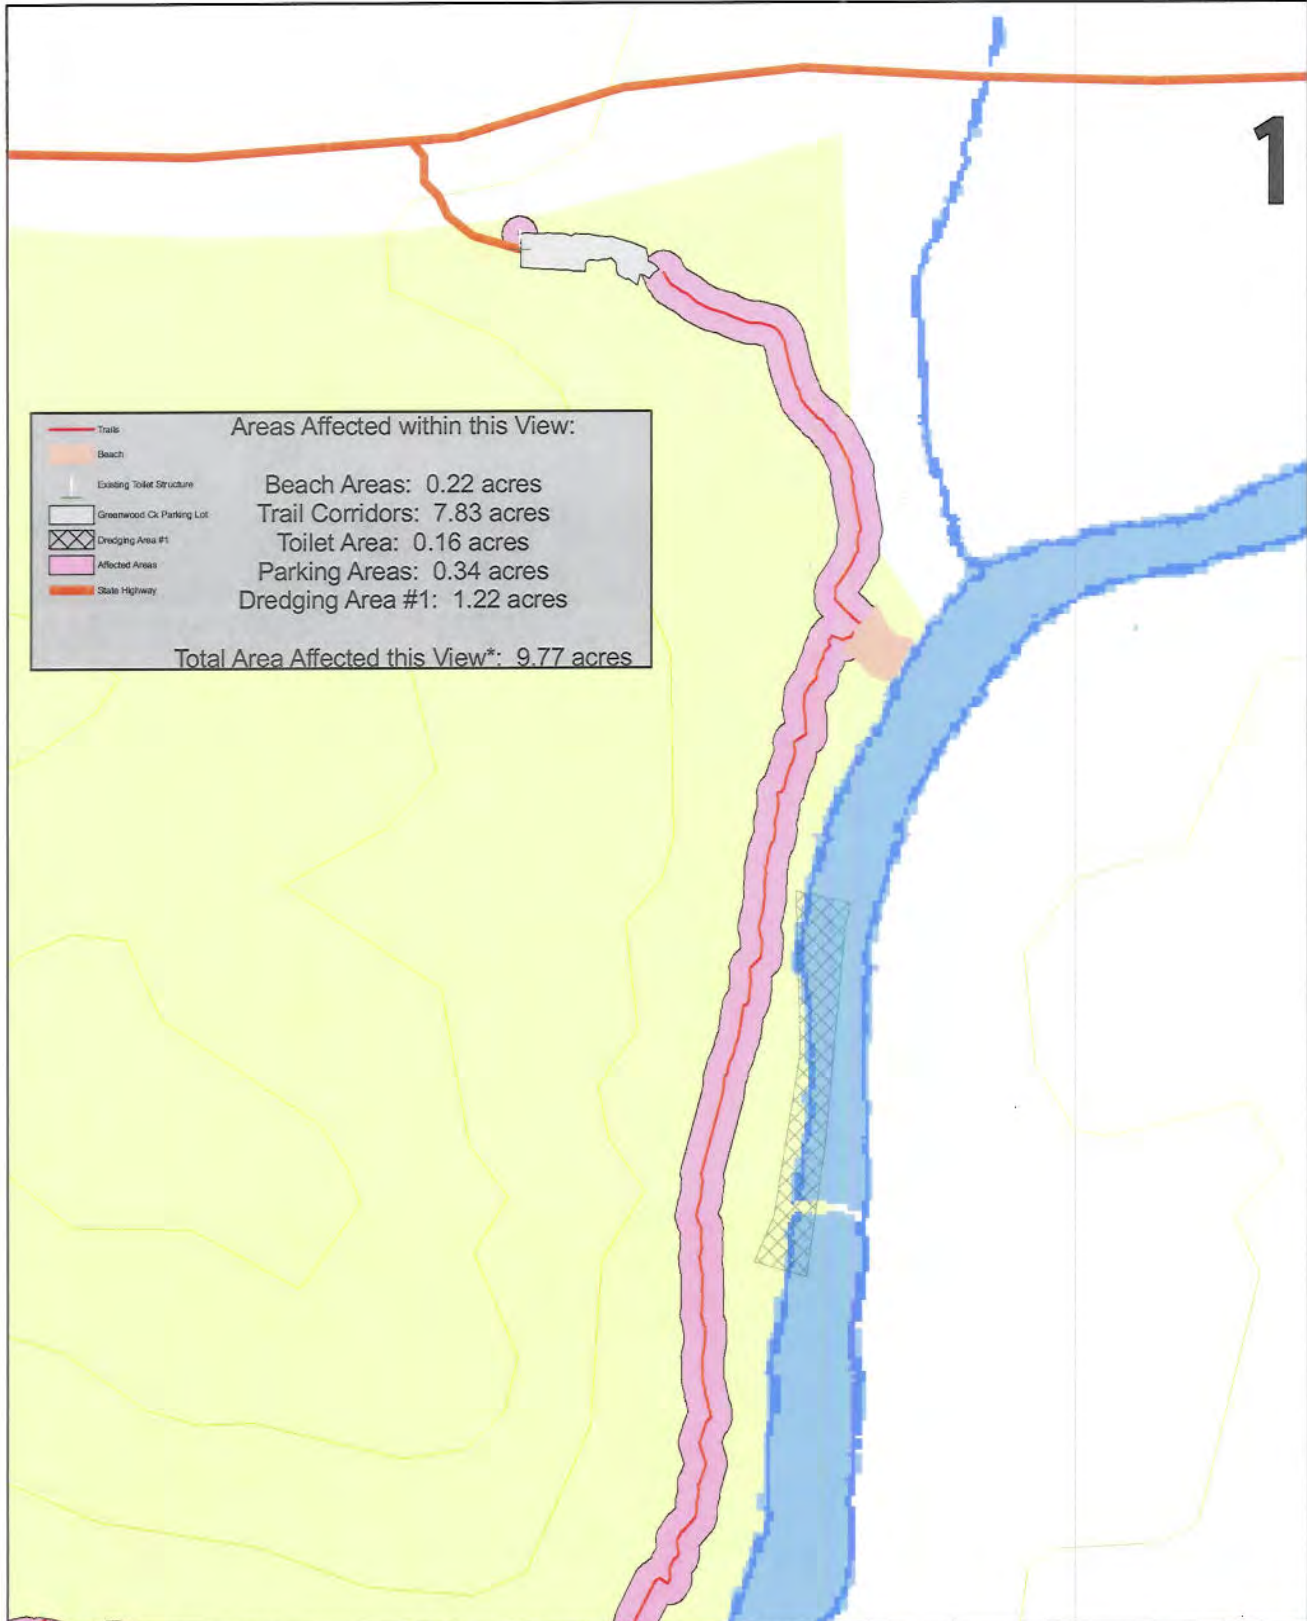 1
Areas Affected within this View:
Trails
Beach
Existing Toilet Structure
Greenwood Ck Parking Lot
Dredging Area #1
Affected Areas
State Highway
Beach Areas: 0.22 acres
Trail Corridors: 7.83 acres
Toilet Area: 0.16 acres
Parking Areas: 0.34 acres
Dredging Area #1: 1.22 acres
Total Area Affected this View*: 9.77 acres